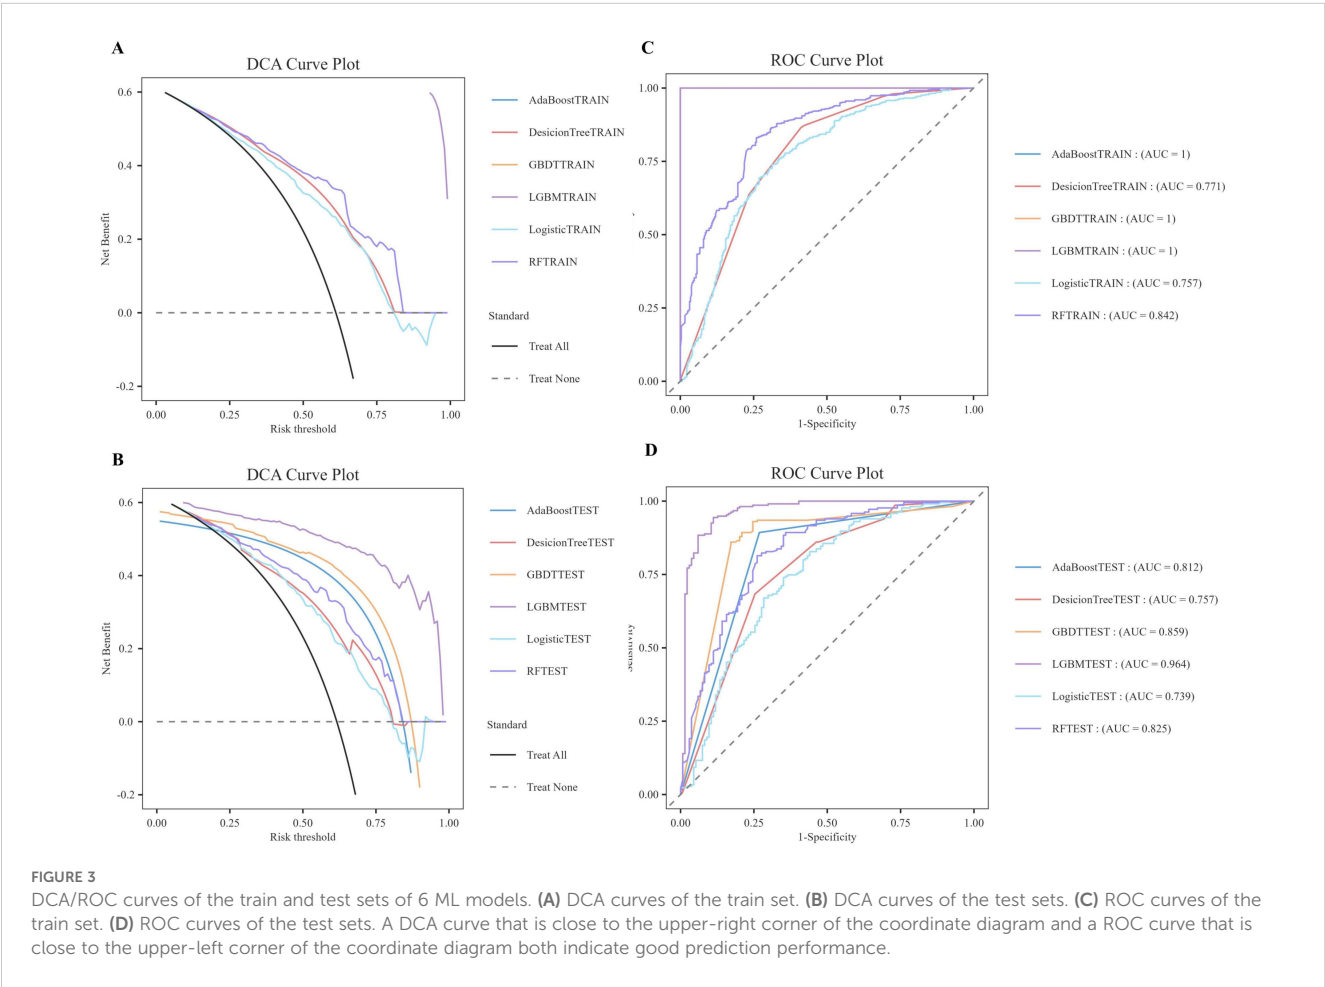 A
DCA Curve Plot
0.6
0.4
0.2
0.0
-0.2
Net Benefit
0.00 0.25 0.50 0.75 1.00
Risk threshold
AdaBoostTRAIN
DesicionTreeTRAIN
GBDTTRAIN
LGBMTRAIN
LogisticTRAIN
RFTRAIN
Standard
Treat All
Treat None
C
ROC Curve Plot
1.00
0.75
0.50
0.25
0.00
0.00 0.25 0.50 0.75 1.00
1-Specificity
AdaBoostTRAIN : (AUC = 1)
DesicionTreeTRAIN : (AUC = 0.771)
GBDTTRAIN : (AUC = 1)
LGBMTRAIN : (AUC = 1)
LogisticTRAIN : (AUC = 0.757)
RFTRAIN : (AUC = 0.842)
B
DCA Curve Plot
0.6
0.4
0.2
0.0
-0.2
Net Benefit
0.00 0.25 0.50 0.75 1.00
Risk threshold
AdaBoostTEST
DesicionTreeTEST
GBDTTEST
LGBMTEST
LogisticTEST
RFTEST
Standard
Treat All
Treat None
D
ROC Curve Plot
1.00
0.75
0.50
0.25
0.00
0.00 0.25 0.50 0.75 1.00
1-Specificity
AdaBoostTEST : (AUC = 0.812)
DesicionTreeTEST : (AUC = 0.757)
GBDTTEST : (AUC = 0.859)
LGBMTEST : (AUC = 0.964)
LogisticTEST : (AUC = 0.739)
RFTEST : (AUC = 0.825)
FIGURE 3
DCA/ROC curves of the train and test sets of 6 ML models. (A) DCA curves of the train set. (B) DCA curves of the test sets. (C) ROC curves of the
train set. (D) ROC curves of the test sets. A DCA curve that is close to the upper-right corner of the coordinate diagram and a ROC curve that is
close to the upper-left corner of the coordinate diagram both indicate good prediction performance.